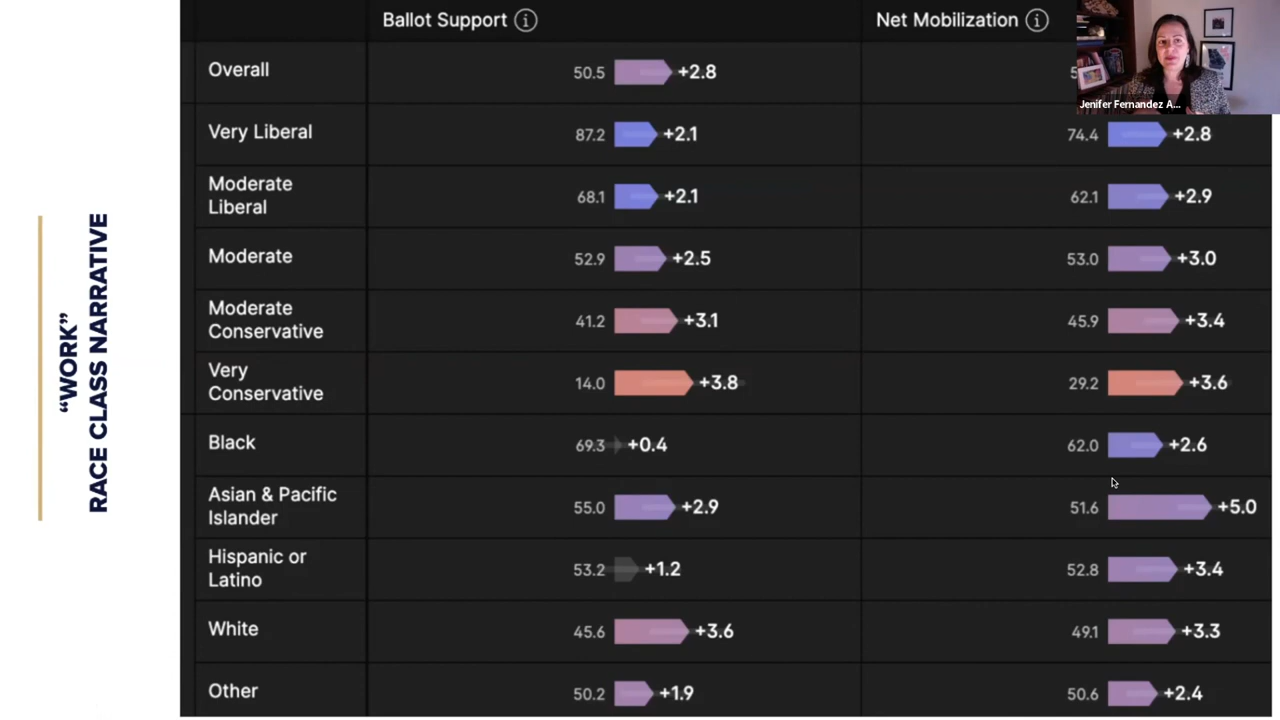 “WORK”
RACE CLASS NARRATIVE
Ballot Support i Net Mobilization i
Overall 50.5 +2.8
Very Liberal 87.2 +2.1 74.4 +2.8
Moderate
Liberal 68.1 +2.1 62.1 +2.9
Moderate 52.9 +2.5 53.0 +3.0
Moderate
Conservative 41.2 +3.1 45.9 +3.4
Very
Conservative 14.0 +3.8 29.2 +3.6
Black 69.3 +0.4 62.0 +2.6
Asian & Pacific
Islander 55.0 +2.9 51.6 +5.0
Hispanic or
Latino 53.2 +1.2 52.8 +3.4
White 45.6 +3.6 49.1 +3.3
Other 50.2 +1.9 50.6 +2.4
Jenifer Fernandez A...